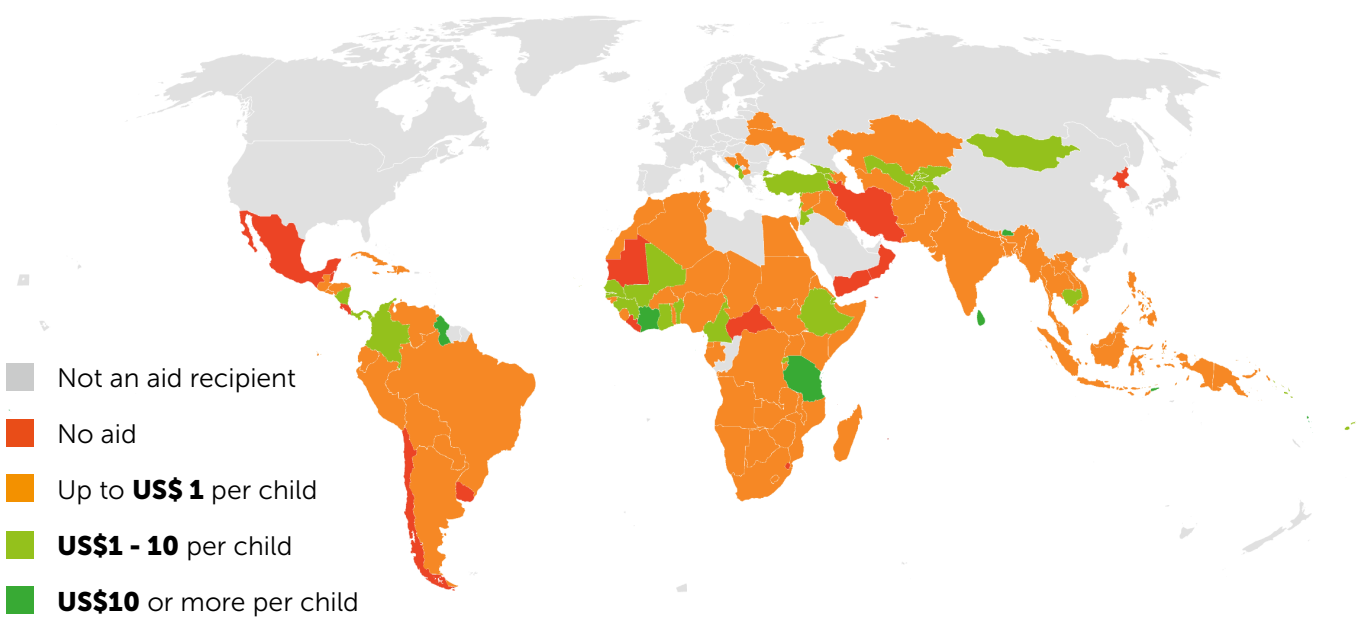 Not an aid recipient
No aid
Up to US$ 1 per child
US$1 - 10 per child
US$10 or more per child